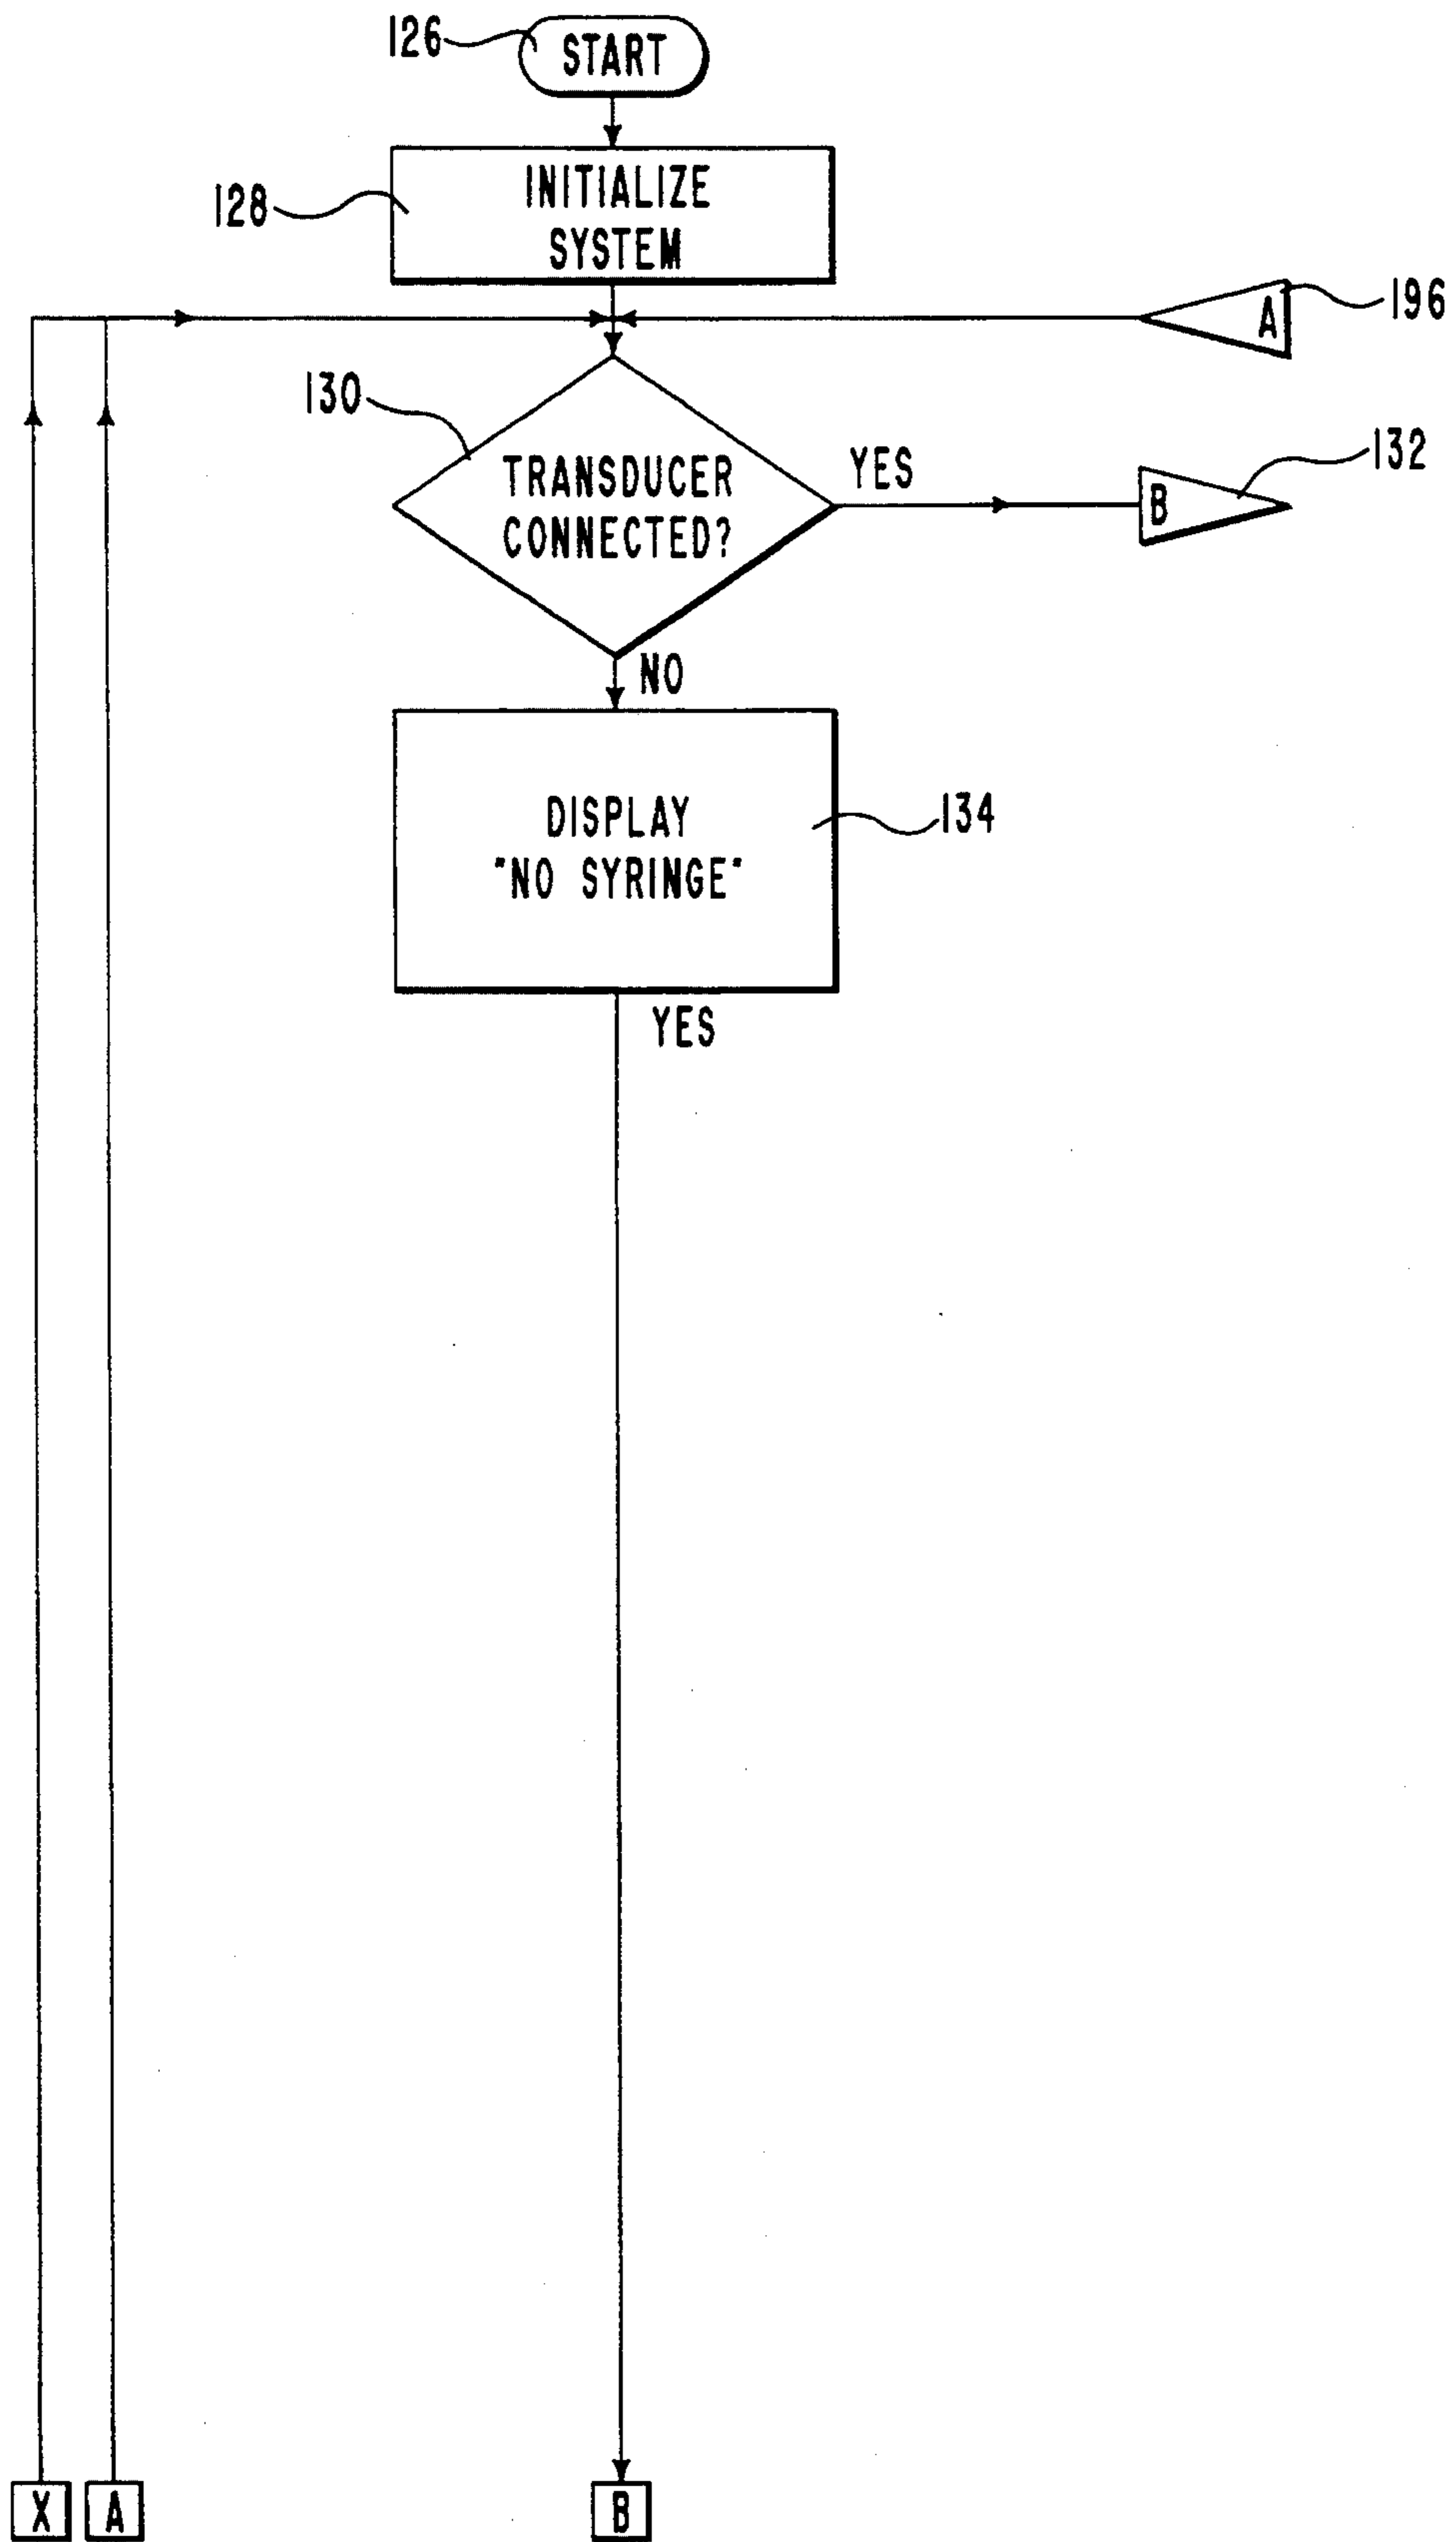 126
START
128
INITIALIZE
SYSTEM
A
196
130
TRANSDUCER
CONNECTED?
YES
B
132
NO
DISPLAY
"NO SYRINGE"
134
YES
X
A
B